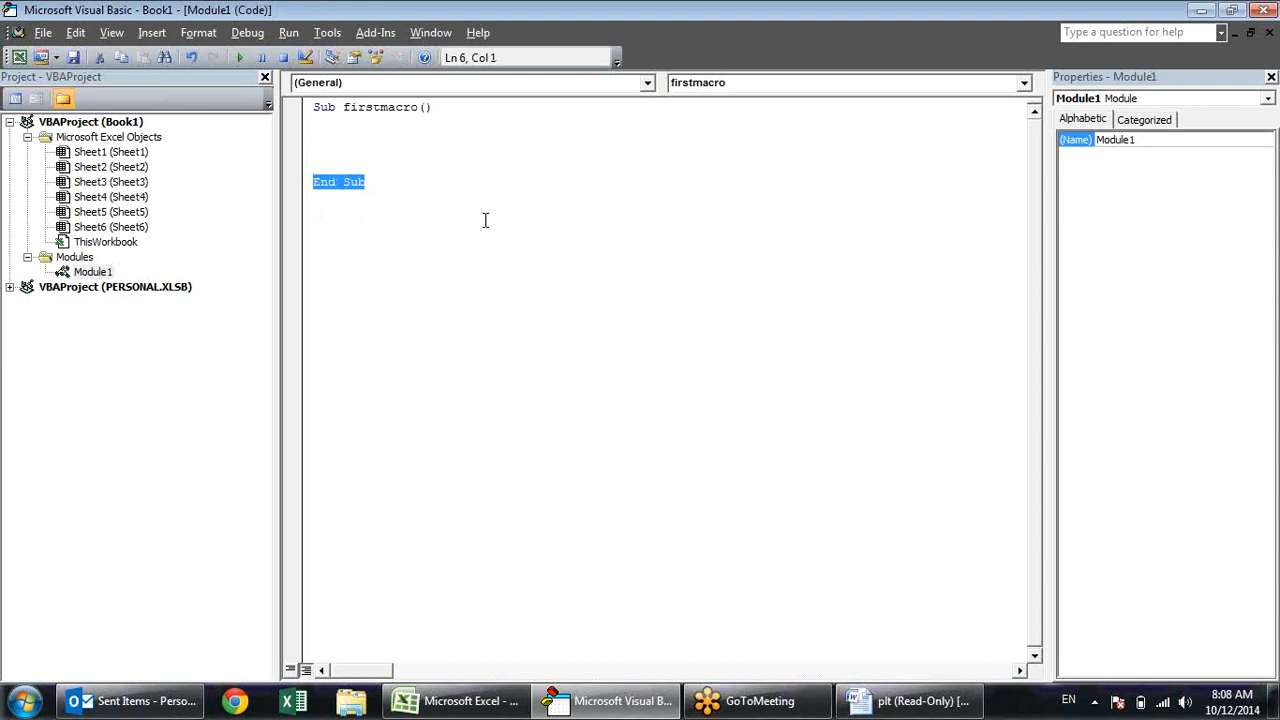 Microsoft Visual Basic - Book1 - [Module1 (Code)]
File Edit View Insert Format Debug Run Tools Add-Ins Window Help
Type a question for help
Ln 6, Col 1
Project - VBAProject
(General)
firstmacro
Properties - Module1
Module1 Module
Alphabetic Categorized
(Name) Module1
VBAProject (Book1)
Microsoft Excel Objects
Sheet1 (Sheet1)
Sheet2 (Sheet2)
Sheet3 (Sheet3)
Sheet4 (Sheet4)
Sheet5 (Sheet5)
Sheet6 (Sheet6)
ThisWorkbook
Modules
Module1
VBAProject (PERSONAL.XLSB)
Sub firstmacro()
End Sub
Sent Items - Perso...
Microsoft Excel - ...
Microsoft Visual B...
GoToMeeting
plt (Read-Only) [...
EN
8:08 AM
10/12/2014